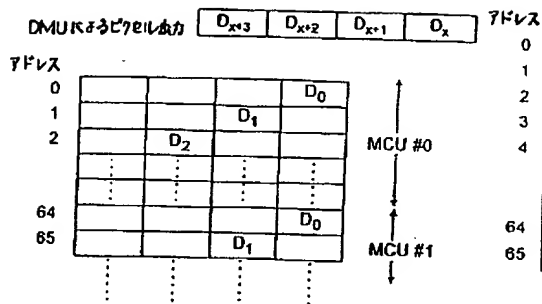 DMUによるピクセル出力 Dx+3 Dx+2 Dx+1 Dx アドレス
アドレス 0
0 D0 1
1 D1 2
2 D2 MCU #0 3
4
64 D0 64
65 D1 MCU #1 65